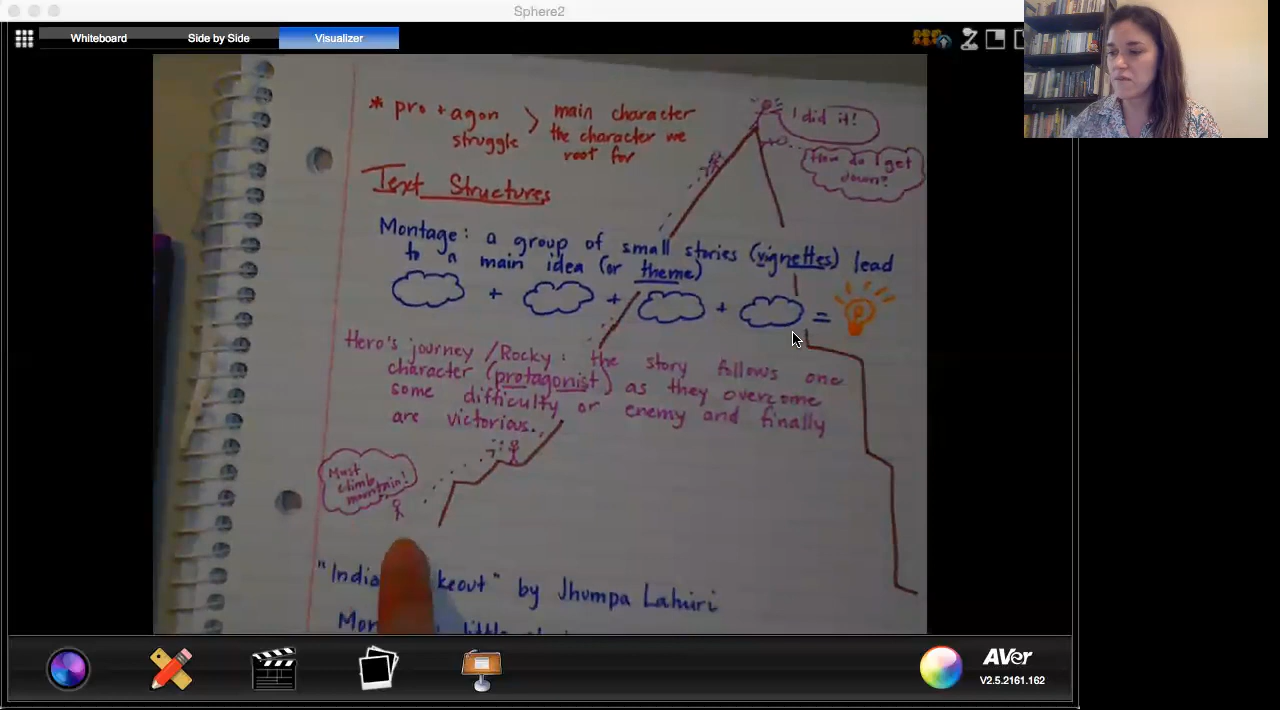 Sphere2
Whiteboard
Side by Side
Visualizer
* pro + agon > main character
struggle the character we
root for
I did it!
How do I get
down?
Text Structures
Montage: a group of small stories (vignettes) lead
to a main idea (or theme)
+ + + =
Hero's journey / Rocky: the story follows one
character (protagonist) as they overcome
some difficulty or enemy and finally
are victorious.
Must
climb
mountain!
"India keout" by Jhumpa Lahiri
AVer
V2.5.2161.162